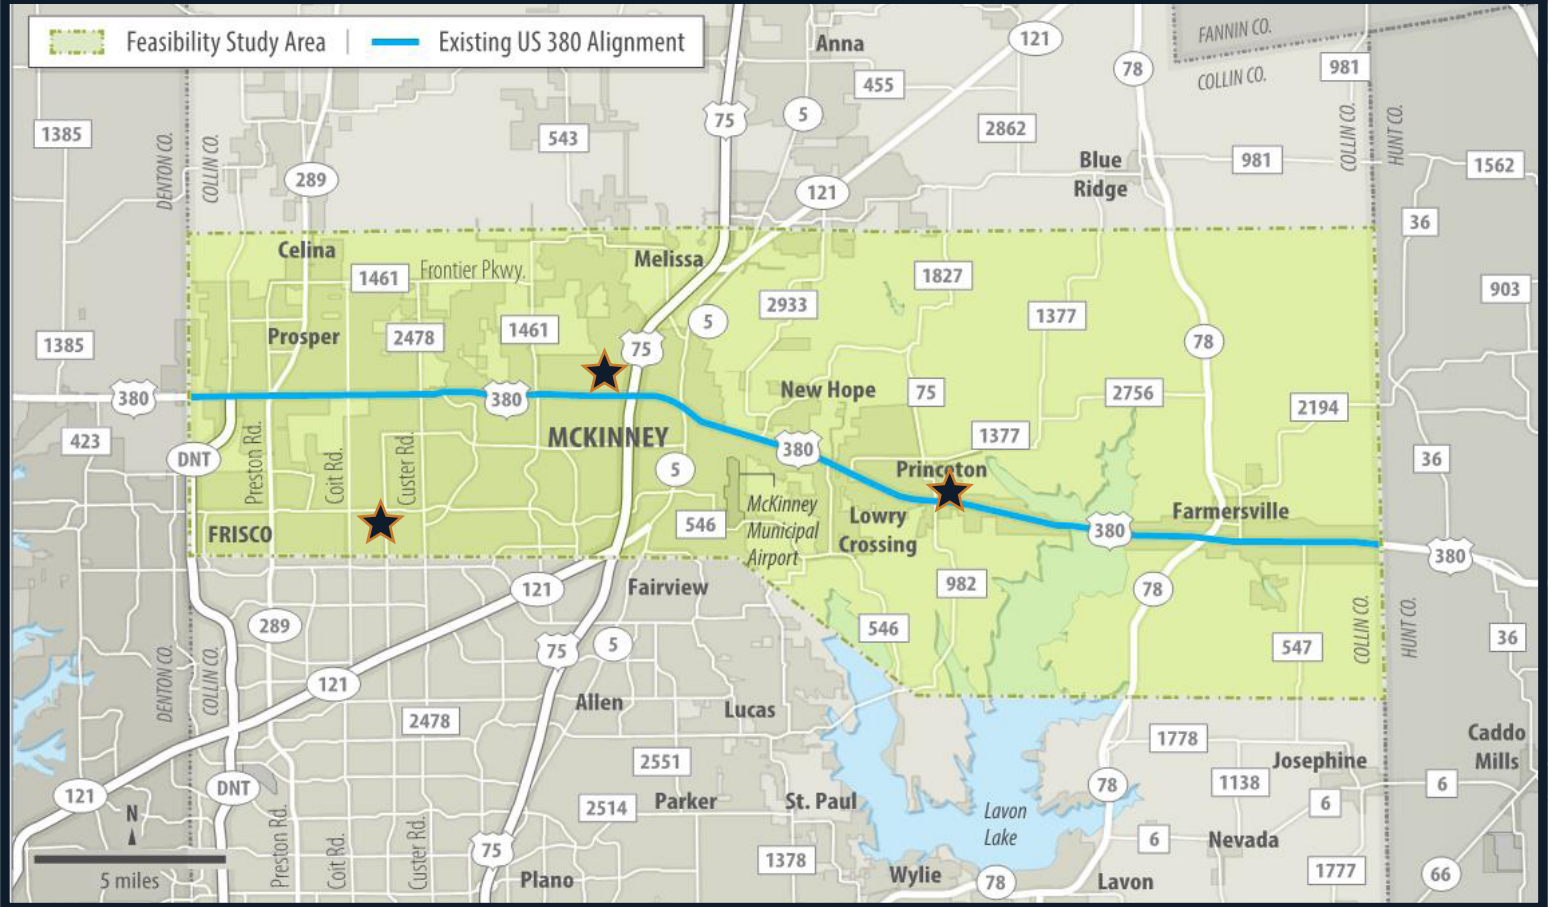 Feasibility Study Area | Existing US 380 Alignment
Anna
121
78
FANNIN CO.
COLLIN CO.
981
455
5
75
2862
1385
543
DENTON CO.
COLLIN CO.
COLLIN CO.
HUNT CO.
289
121
Blue
Ridge
981
1562
36
Celina
1461
Frontier Pkwy.
Melissa
1827
903
2933
1377
Prosper
2478
1461
5
75
78
1385
380
380
New Hope
75
2756
2194
423
MCKINNEY
380
1377
DNT
Preston Rd.
Coit Rd.
Custer Rd.
5
Princeton
36
FRISCO
546
McKinney
Municipal
Airport
Lowry
Crossing
380
Farmersville
380
121
Fairview
982
78
289
75
5
546
547
COLLIN CO.
HUNT CO.
36
DENTON CO.
COLLIN CO.
121
Allen
Lucas
2478
1778
Caddo
Mills
2551
Josephine
121
DNT
78
1138
6
6
N
2514
Parker
St. Paul
Lavon
Lake
6
Nevada
Preston Rd.
Coit Rd.
Custer Rd.
75
1378
1777
66
5 miles
Plano
Wylie
78
Lavon